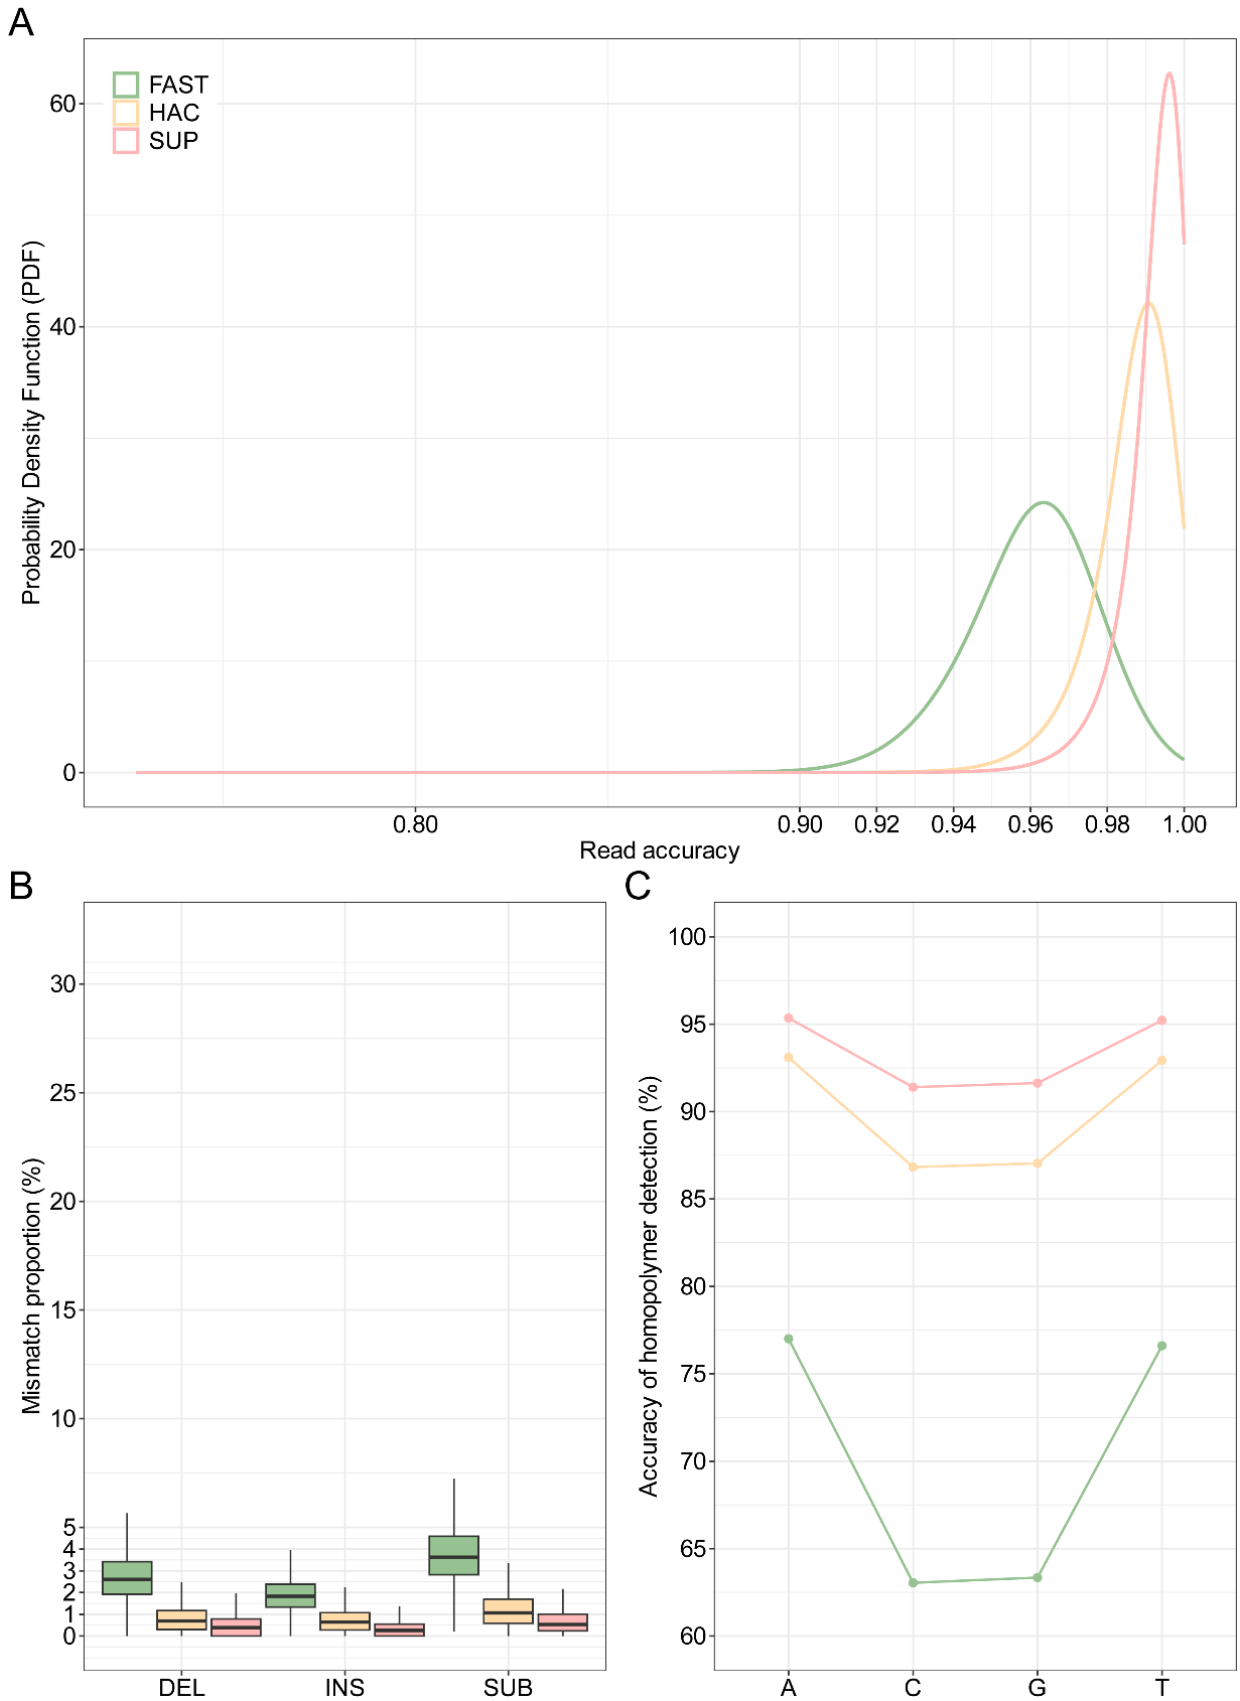 A
FAST
HAC
SUP
Probability Density Function (PDF)
60
40
20
0
0.80
0.90
0.92
0.94
0.96
0.98
1.00
Read accuracy
B
Mismatch proportion (%)
30
25
20
15
10
5
4
3
2
1
0
DEL
INS
SUB
C
Accuracy of homopolymer detection (%)
100
95
90
85
80
75
70
65
60
A
C
G
T